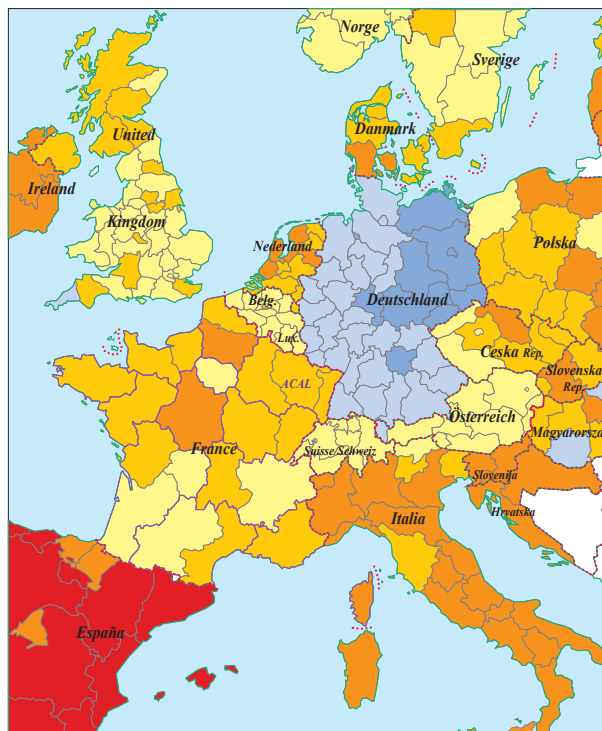 Norge
Sverige
United
Danmark
Ireland
Kingdom
Nederland
Polska
Belg.
Deutschland
Luk.
Ceska Rep.
ACAL
Slovenska
Rep.
Österreich
Magyarorsza
France
Suisse/Schweiz
Slovenija
Hrvatska
Italia
España